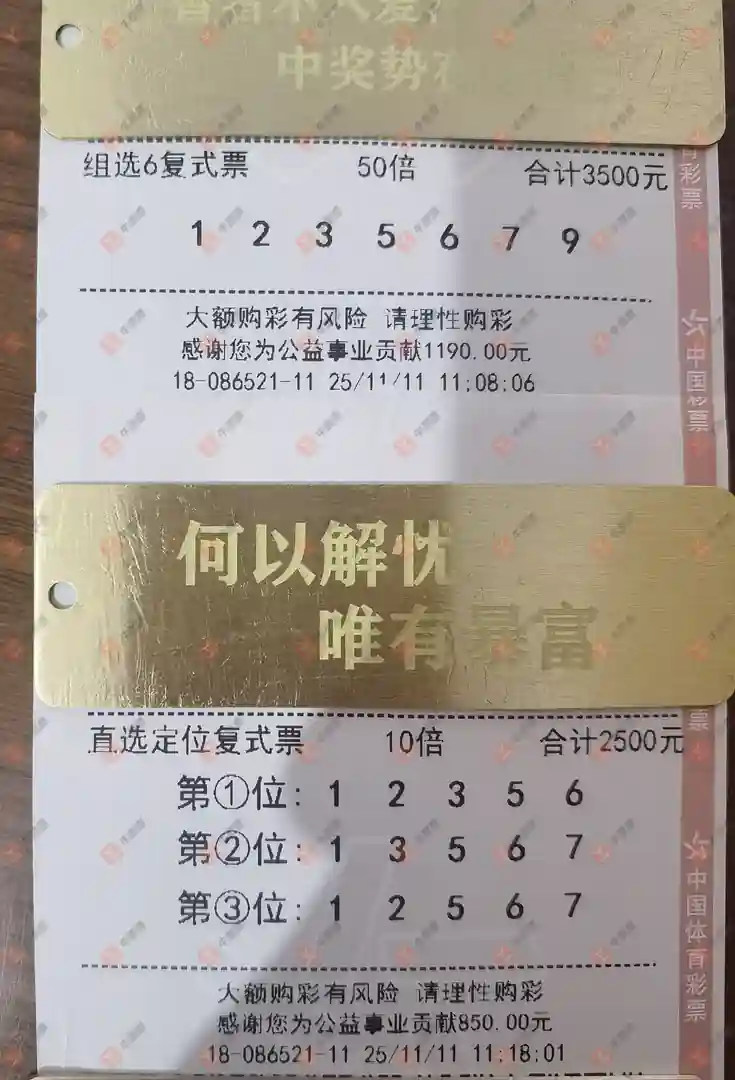 中奖势
组选6复式票 50倍 合计3500元
1 2 3 5 6 7 9
大额购彩有风险 请理性购彩
感谢您为公益事业贡献1190.00元
18-086521-11 25/11/11 11:08:06
中国
票
何以解忧
唯有暴富
直选定位复式票 10倍 合计2500元
第①位: 1 2 3 5 6
第②位: 1 3 5 6 7
第③位: 1 2 5 6 7
中国体育彩票
大额购彩有风险 请理性购彩
感谢您为公益事业贡献850.00元
18-086521-11 25/11/11 11:18:01